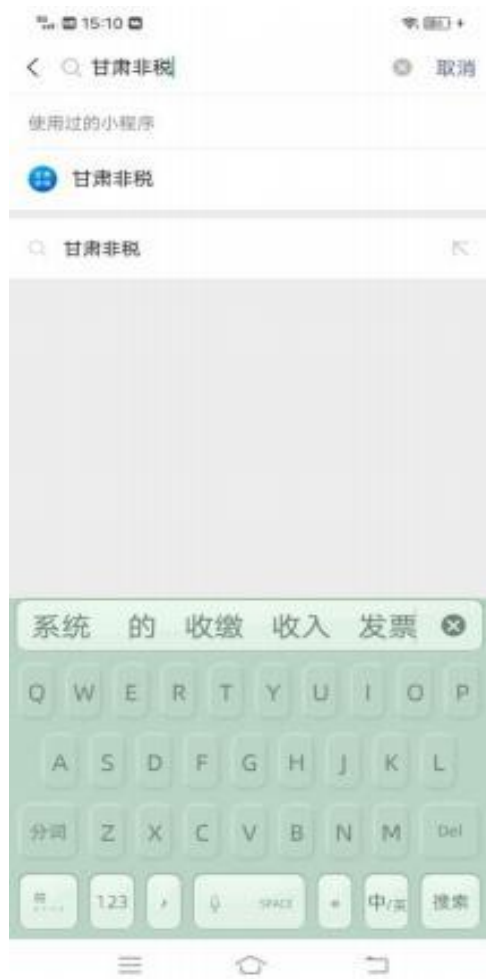 15:10
甘肃非税 取消
使用过的小程序
甘肃非税
甘肃非税
系统 的 收缴 收入 发票
Q W E R T Y U I O P
A S D F G H J K L
分词 Z X C V B N M Del
符 123 , SPACE 。 中/英 搜索